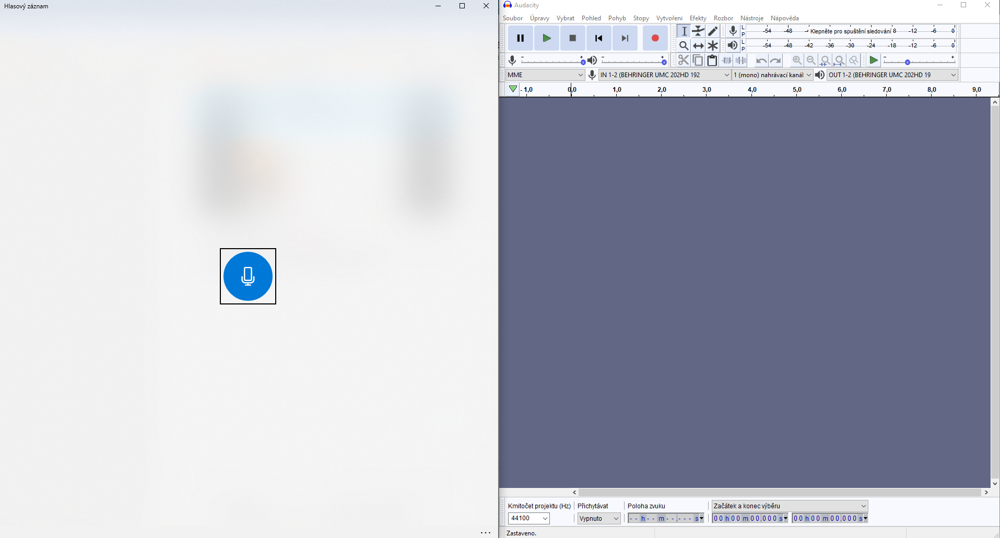 Hlasový záznam
Audacity
Soubor Úpravy Vybrat Pohled Pohyb Stopy Vytvoření Efekty Rozbor Nástroje Nápověda
L
P
-54 -48 -4 Klepněte pro spuštění sledování 8 -12 -6 0
L
P
-54 -48 -42 -36 -30 -24 -18 -12 -6 0
MME IN 1-2 (BEHRINGER UMC 202HD 192 1 (mono) nahrávací kanál OUT 1-2 (BEHRINGER UMC 202HD 19
- 1,0 0,0 1,0 2,0 3,0 4,0 5,0 6,0 7,0 8,0 9,0
Kmitočet projektu (Hz) Přichytávat Poloha zvuku Začátek a konec výběru
44100 Vypnuto - - h - - m - - . - - - s 0 0 h 0 0 m 0 0 . 0 0 0 s 0 0 h 0 0 m 0 0 . 0 0 0 s
Zastaveno.